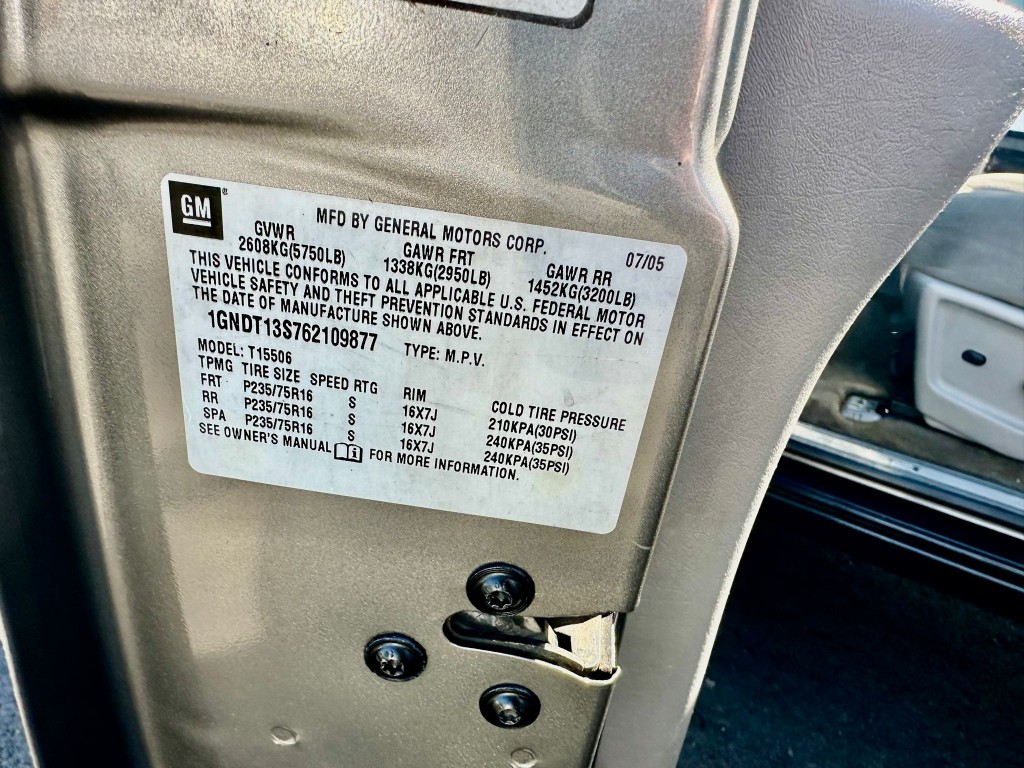 GM
®
MFD BY GENERAL MOTORS CORP. 07/05
GVWR GAWR FRT GAWR RR
2608KG(5750LB) 1338KG(2950LB) 1452KG(3200LB)
THIS VEHICLE CONFORMS TO ALL APPLICABLE U.S. FEDERAL MOTOR
VEHICLE SAFETY AND THEFT PREVENTION STANDARDS IN EFFECT ON
THE DATE OF MANUFACTURE SHOWN ABOVE.
1GNDT13S762109877 TYPE: M.P.V.
MODEL: T15506
TPMG TIRE SIZE SPEED RTG RIM COLD TIRE PRESSURE
FRT P235/75R16 S 16X7J 210KPA(30PSI)
RR P235/75R16 S 16X7J 240KPA(35PSI)
SPA P235/75R16 S 16X7J 240KPA(35PSI)
SEE OWNER'S MANUAL i FOR MORE INFORMATION.